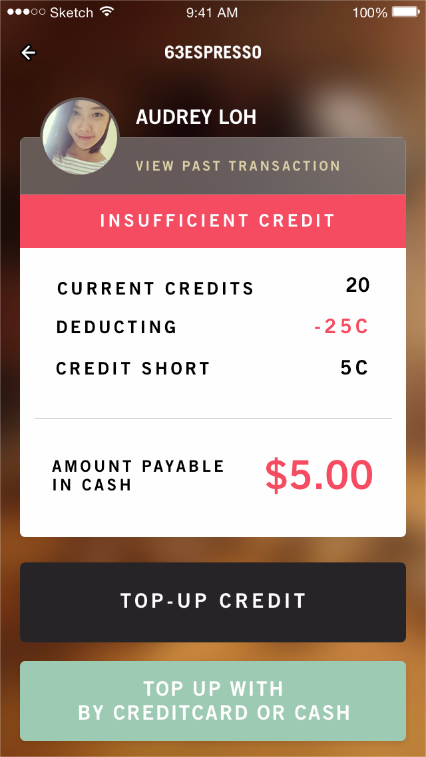 Sketch 9:41 AM 100%
63ESPRESSO
AUDREY LOH
VIEW PAST TRANSACTION
INSUFFICIENT CREDIT
CURRENT CREDITS 20
DEDUCTING -25C
CREDIT SHORT 5C
AMOUNT PAYABLE
IN CASH $5.00
TOP-UP CREDIT
TOP UP WITH
BY CREDITCARD OR CASH